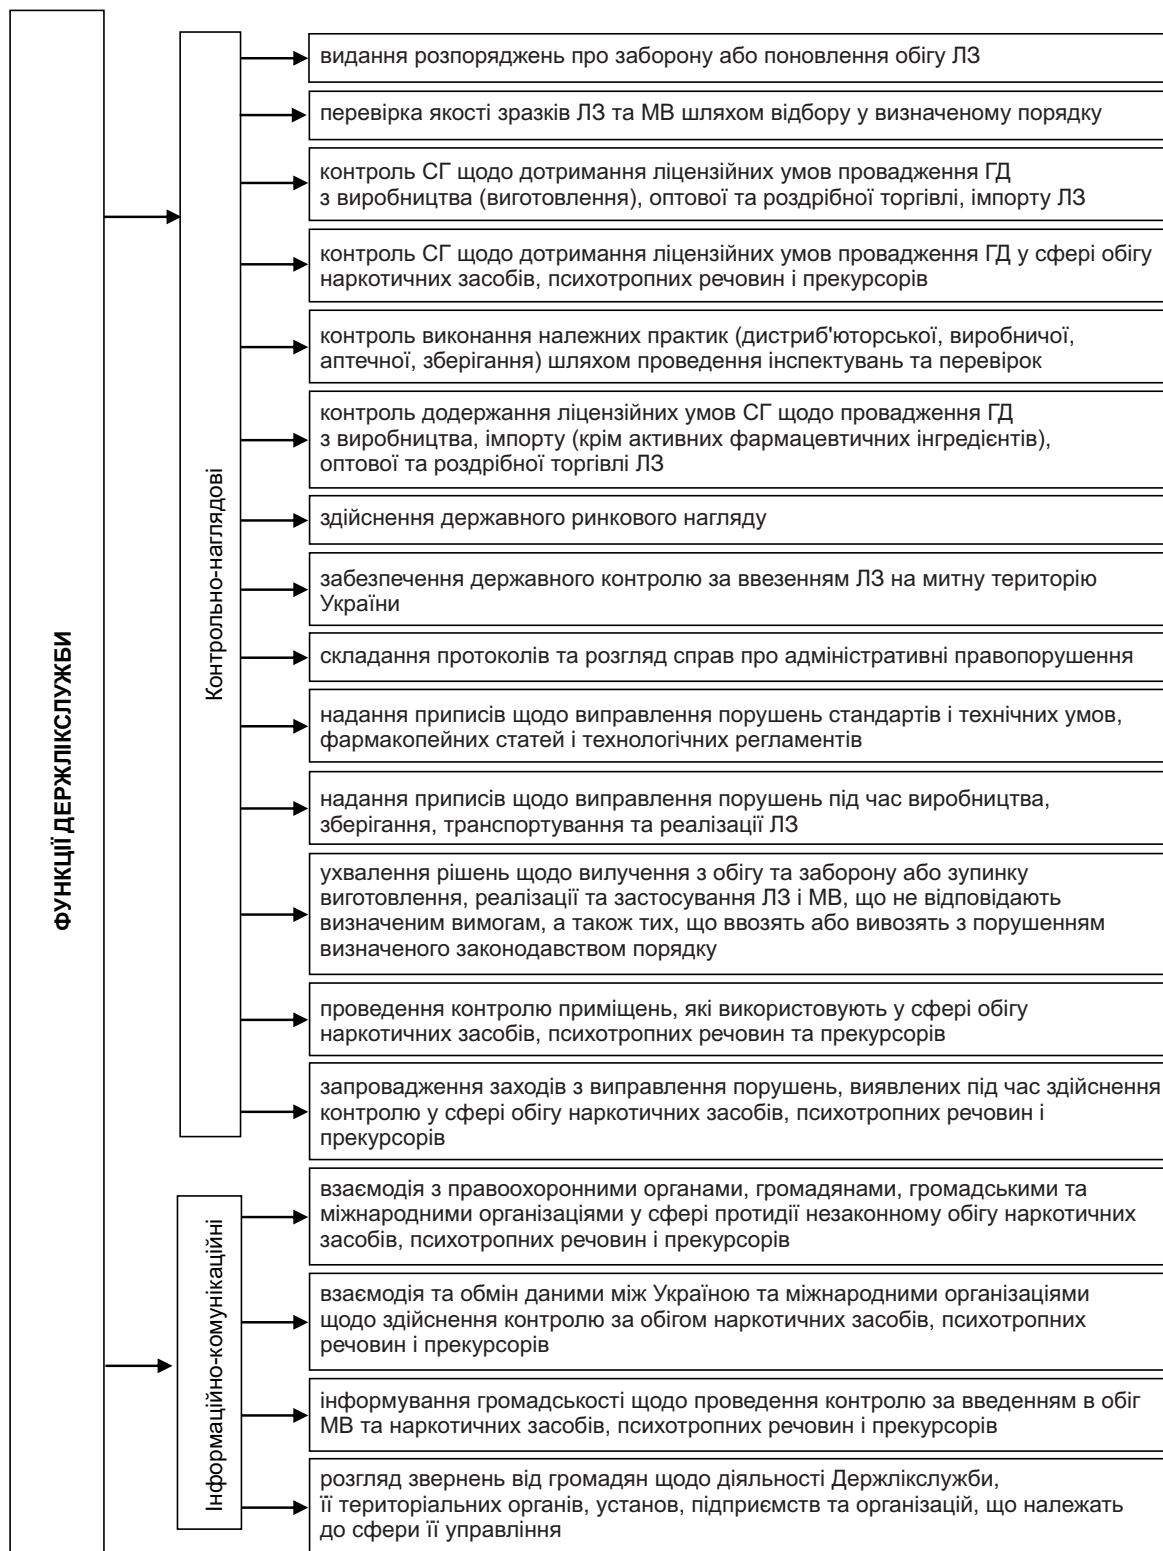 ФУНКЦІЇ ДЕРЖЛІКСЛУЖБИ
Контрольно-наглядові
видання розпоряджень про заборону або поновлення обігу ЛЗ
перевірка якості зразків ЛЗ та МВ шляхом відбору у визначеному порядку
контроль СГ щодо дотримання ліцензійних умов провадження ГД
з виробництва (виготовлення), оптової та роздрібної торгівлі, імпорту ЛЗ
контроль СГ щодо дотримання ліцензійних умов провадження ГД у сфері обігу
наркотичних засобів, психотропних речовин і прекурсорів
контроль виконання належних практик (дистриб'юторської, виробничої,
аптечної, зберігання) шляхом проведення інспектувань та перевірок
контроль додержання ліцензійних умов СГ щодо провадження ГД
з виробництва, імпорту (крім активних фармацевтичних інгредієнтів),
оптової та роздрібної торгівлі ЛЗ
здійснення державного ринкового нагляду
забезпечення державного контролю за ввезенням ЛЗ на митну територію
України
складання протоколів та розгляд справ про адміністративні правопорушення
надання приписів щодо виправлення порушень стандартів і технічних умов,
фармакопейних статей і технологічних регламентів
надання приписів щодо виправлення порушень під час виробництва,
зберігання, транспортування та реалізації ЛЗ
ухвалення рішень щодо вилучення з обігу та заборону або зупинку
виготовлення, реалізації та застосування ЛЗ і МВ, що не відповідають
визначеним вимогам, а також тих, що ввозять або вивозять з порушенням
визначеного законодавством порядку
проведення контролю приміщень, які використовують у сфері обігу
наркотичних засобів, психотропних речовин та прекурсорів
запровадження заходів з виправлення порушень, виявлених під час здійснення
контролю у сфері обігу наркотичних засобів, психотропних речовин і
прекурсорів
Інформаційно-комунікаційні
взаємодія з правоохоронними органами, громадянами, громадськими та
міжнародними організаціями у сфері протидії незаконному обігу наркотичних
засобів, психотропних речовин і прекурсорів
взаємодія та обмін даними між Україною та міжнародними організаціями
щодо здійснення контролю за обігом наркотичних засобів, психотропних
речовин і прекурсорів
інформування громадськості щодо проведення контролю за введенням в обіг
МВ та наркотичних засобів, психотропних речовин і прекурсорів
розгляд звернень від громадян щодо діяльності Держлікслужби,
її територіальних органів, установ, підприємств та організацій, що належать
до сфери її управління